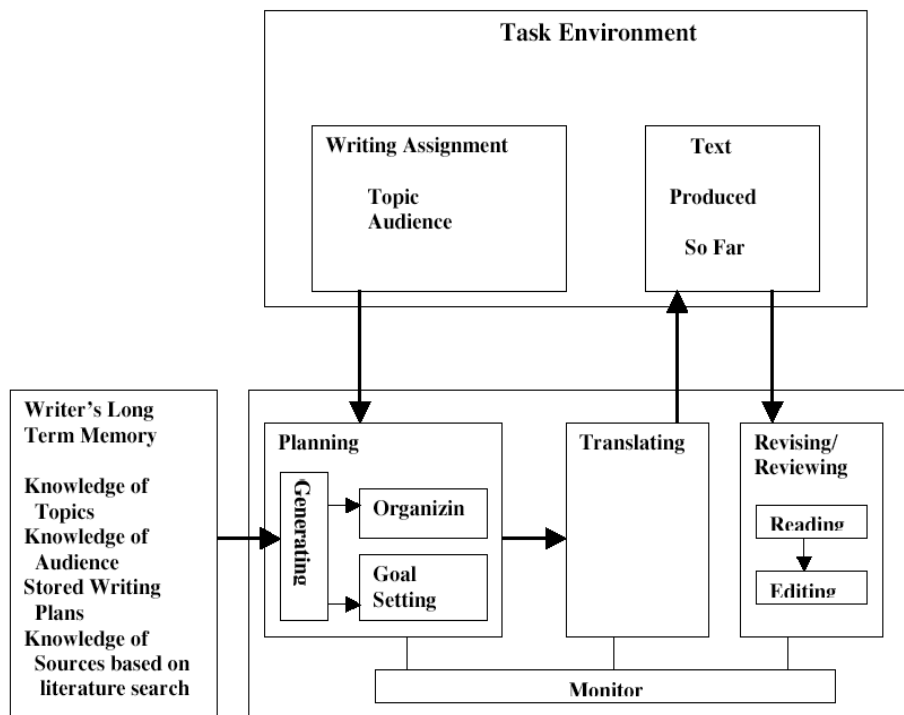 Task Environment
Writing Assignment
Topic
Audience
Text
Produced
So Far
Writer's Long
Term Memory
Knowledge of
Topics
Knowledge of
Audience
Stored Writing
Plans
Knowledge of
Sources based on
literature search
Planning
Generating
Organizin
Goal
Setting
Translating
Revising/
Reviewing
Reading
Editing
Monitor